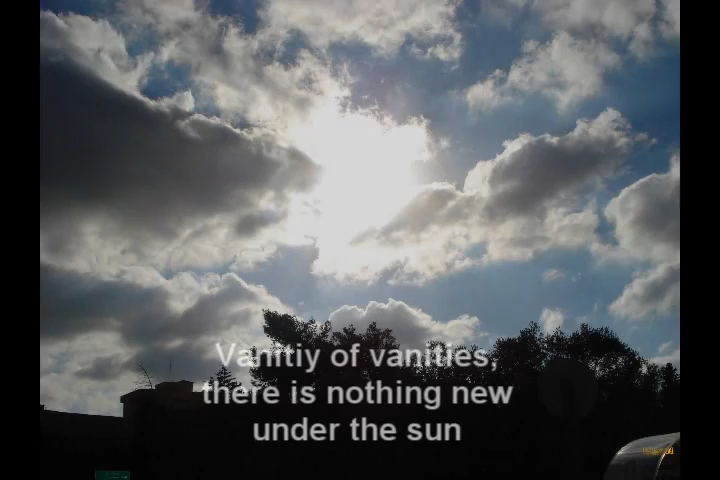 Vanitiy of vanities,
there is nothing new
under the sun